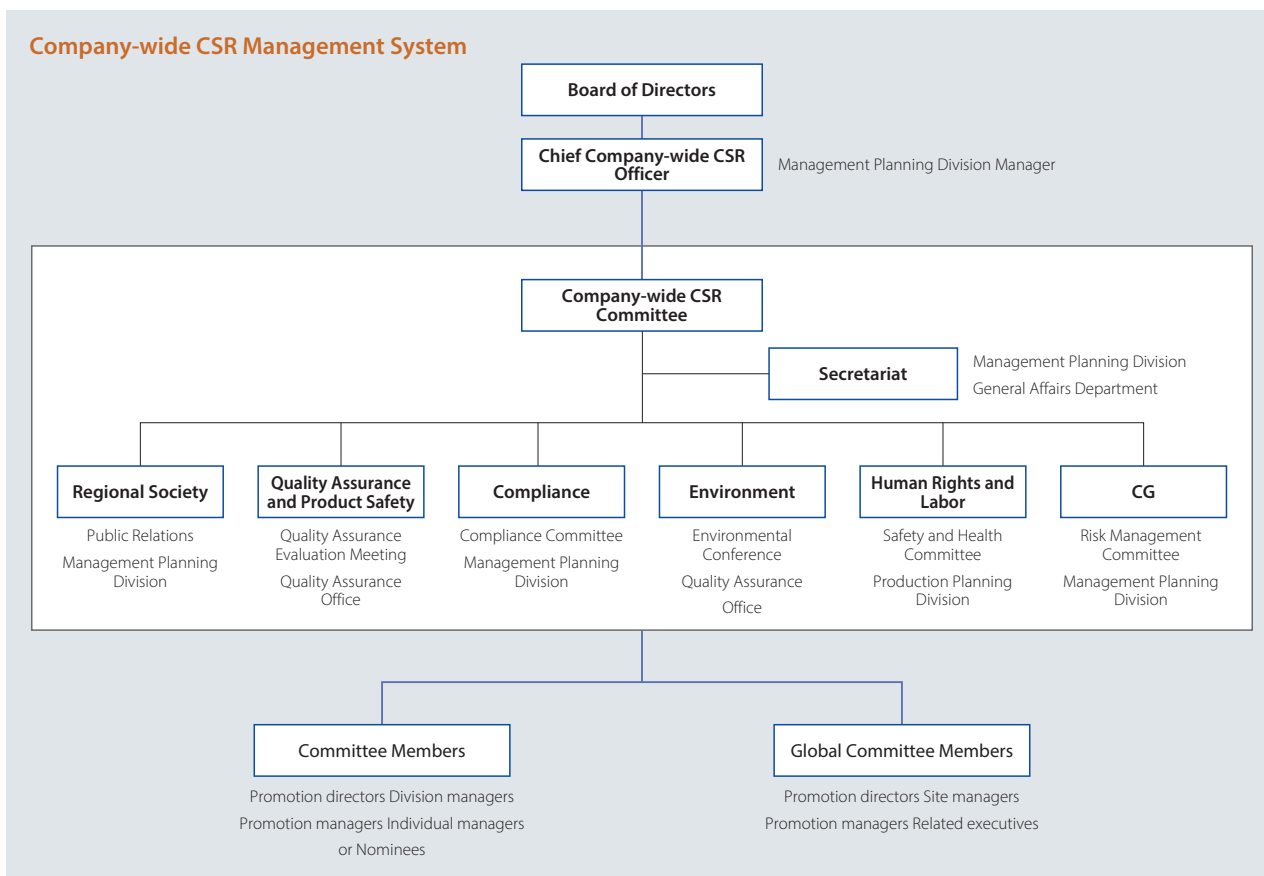 Company-wide CSR Management System
Board of Directors
Chief Company-wide CSR
Officer
Management Planning Division Manager
Company-wide CSR
Committee
Secretariat
Management Planning Division
General Affairs Department
Regional Society
Public Relations
Management Planning
Division
Quality Assurance
and Product Safety
Quality Assurance
Evaluation Meeting
Quality Assurance
Office
Compliance
Compliance Committee
Management Planning
Division
Environment
Environmental
Conference
Quality Assurance
Office
Human Rights and
Labor
Safety and Health
Committee
Production Planning
Division
CG
Risk Management
Committee
Management Planning
Division
Committee Members
Promotion directors Division managers
Promotion managers Individual managers
or Nominees
Global Committee Members
Promotion directors Site managers
Promotion managers Related executives